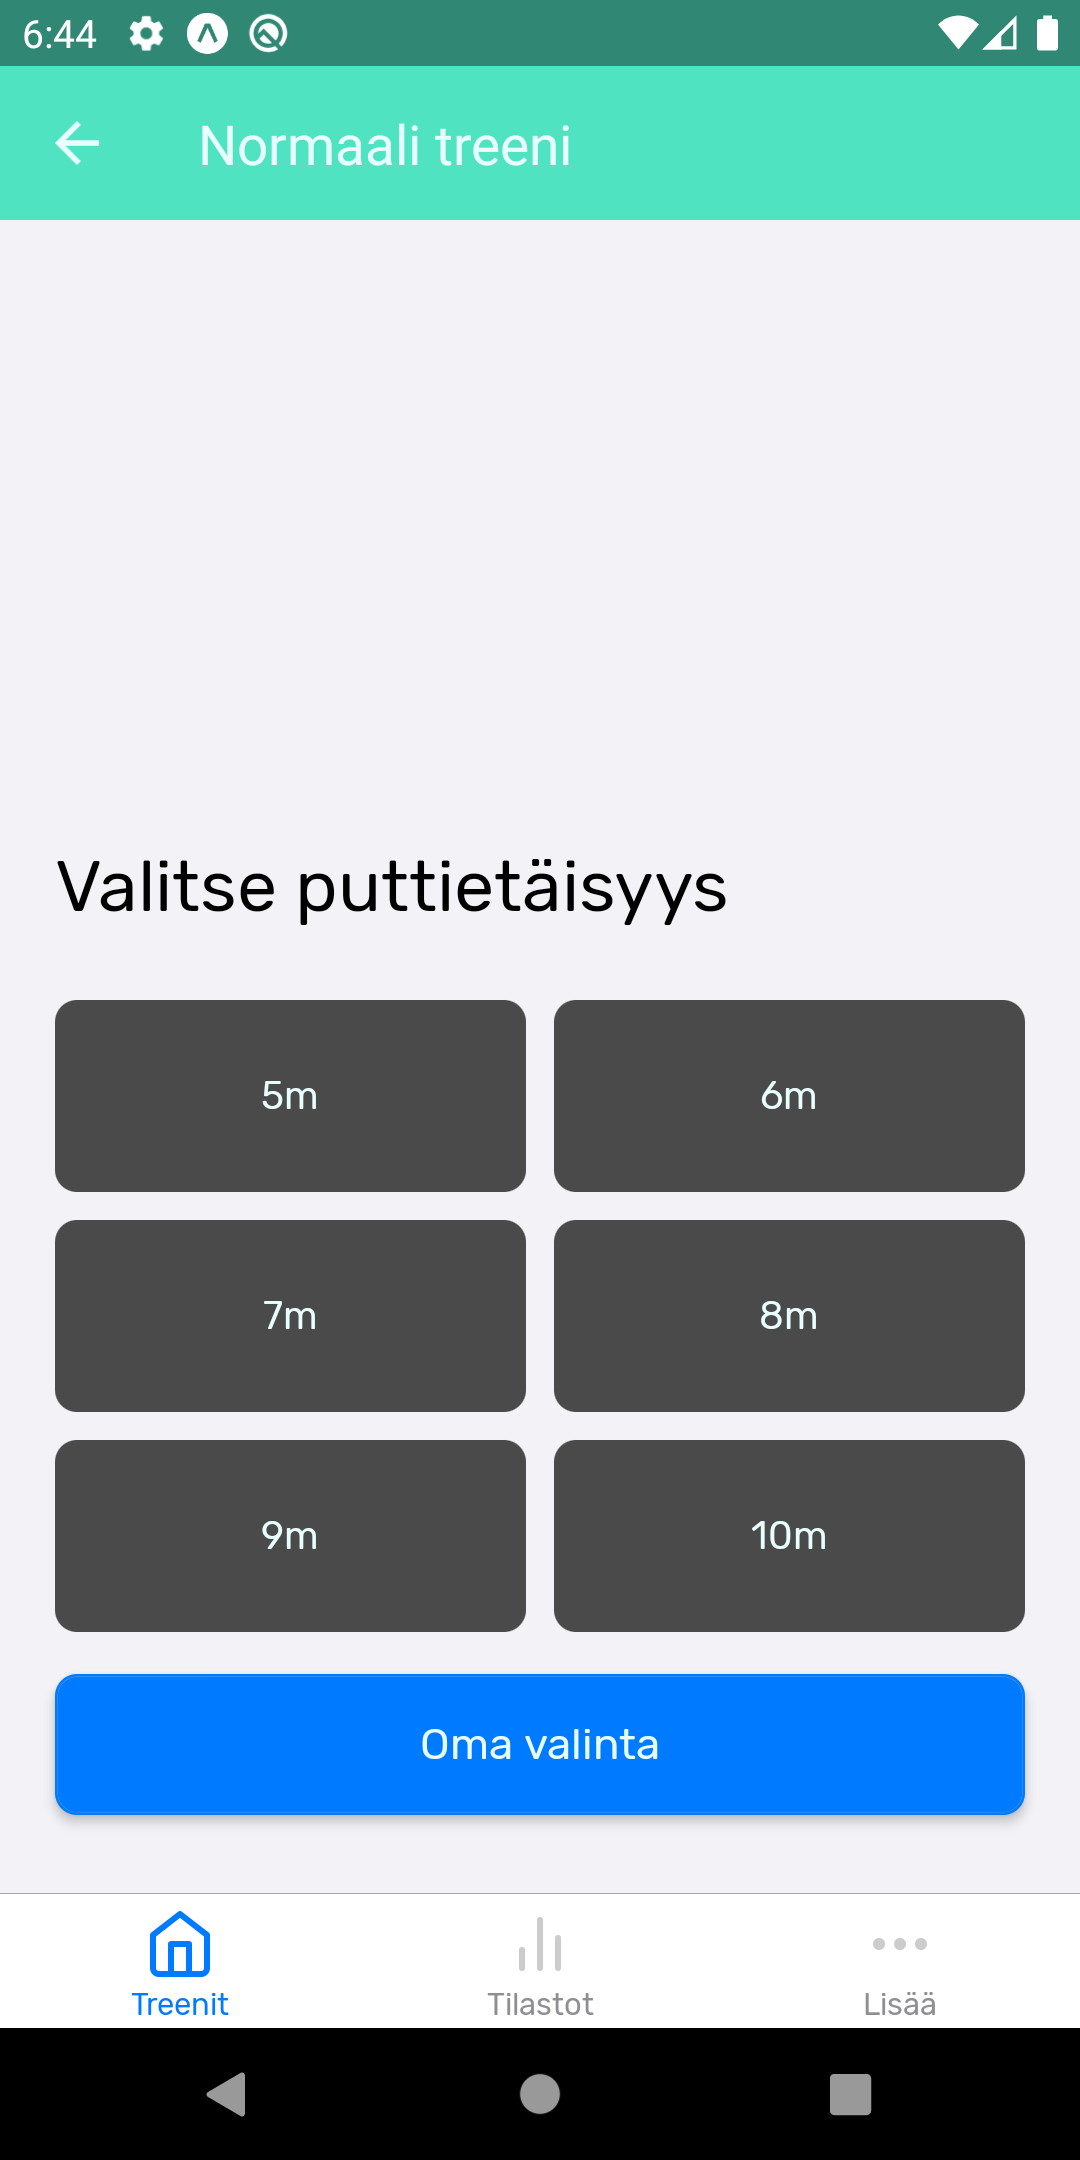 6:44
Normaali treeni
Valitse puttietäisyys
5m
6m
7m
8m
9m
10m
Oma valinta
Treenit
Tilastot
Lisää